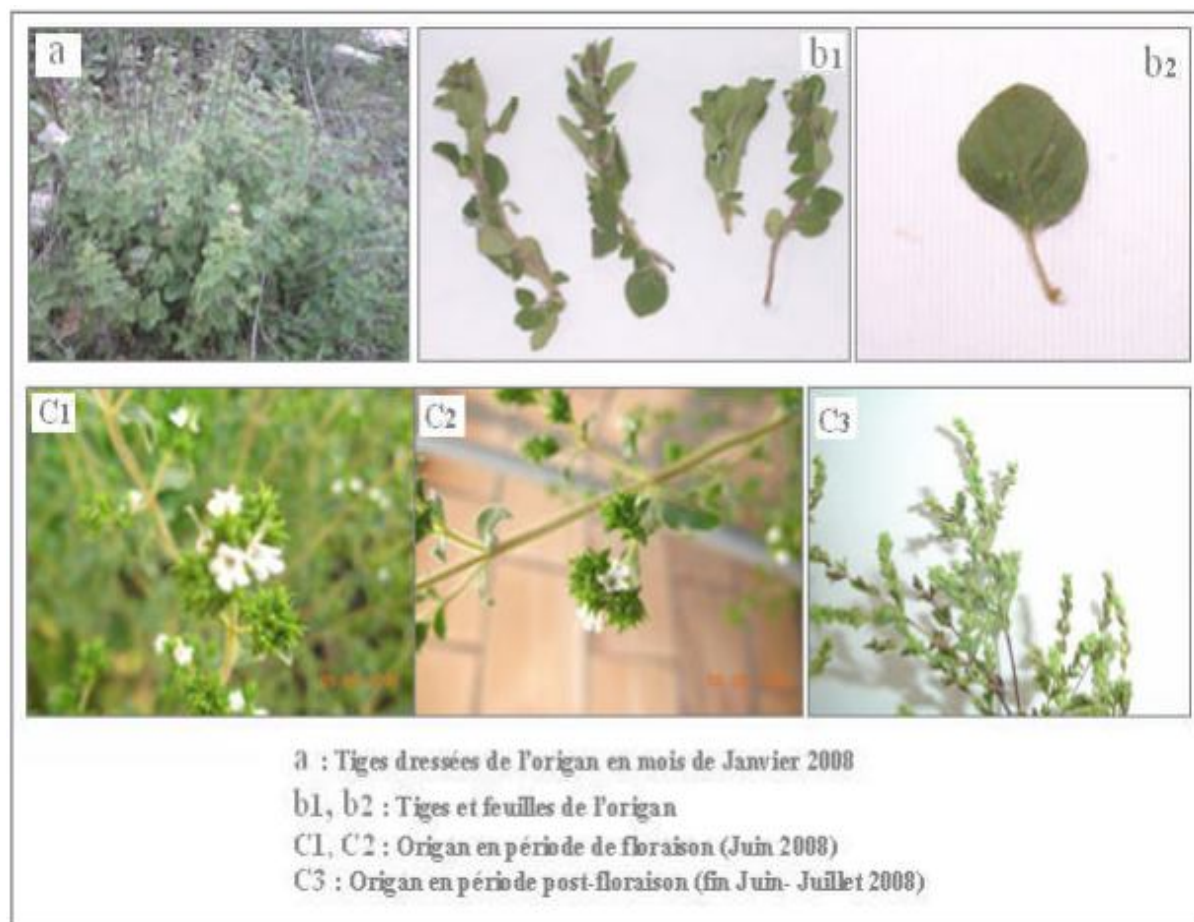 a
b1
b2
C1
C2
C3
a : Tiges dressées de l'origan en mois de Janvier 2008
b1, b2 : Tiges et feuilles de l'origan
C1, C2 : Origan en période de floraison (Juin 2008)
C3 : Origan en période post-floraison (fin Juin- Juillet 2008)